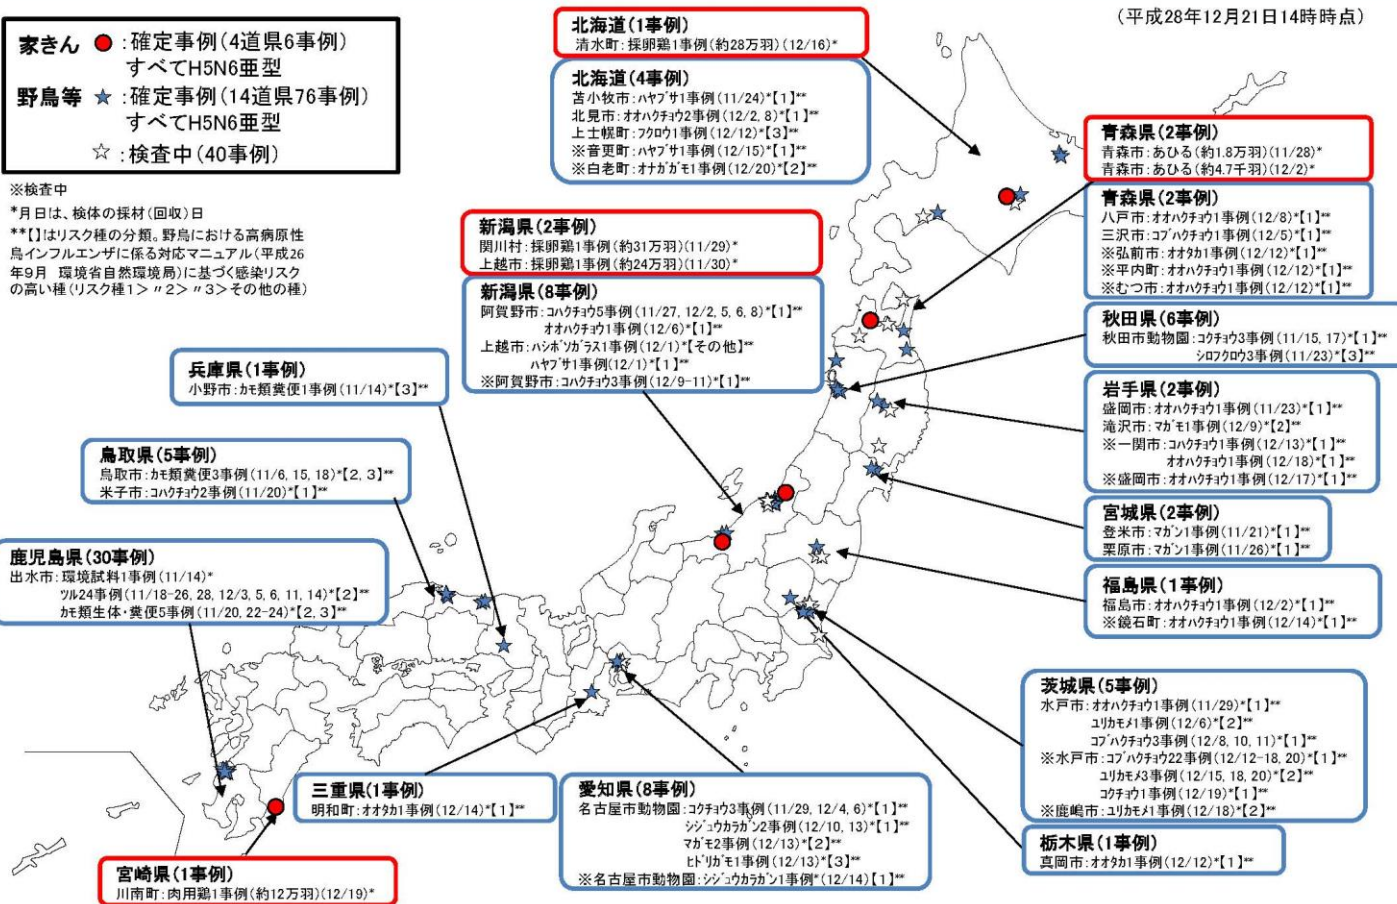 (平成28年12月21日14時時点)
家きん ●:確定事例(4道県6事例)
すべてH5N6亜型
野鳥等 ★:確定事例(14道県76事例)
すべてH5N6亜型
☆:検査中(40事例)
※検査中
*月日は、検体の採材(回収)日
**【】はリスク種の分類。野鳥における高病原性
鳥インフルエンザに係る対応マニュアル(平成26
年9月 環境省自然環境局)に基づく感染リスク
の高い種(リスク種1>〃2>〃3>その他の種)
北海道(1事例)
清水町:採卵鶏1事例(約28万羽)(12/16)*
北海道(4事例)
苫小牧市:ハヤブサ1事例(11/24)*【1】**
北見市:オオハクチョウ2事例(12/2, 8)*【1】**
上士幌町:フクロウ1事例(12/12)*【3】**
※音更町:ハヤブサ1事例(12/15)*【1】**
※白老町:オナガガモ1事例(12/20)*【2】**
青森県(2事例)
青森市:あひる(約1.8万羽)(11/28)*
青森市:あひる(約4.7千羽)(12/2)*
青森県(2事例)
八戸市:オオハクチョウ1事例(12/8)*【1】**
三沢市:コブハクチョウ1事例(12/5)*【1】**
※弘前市:オオタカ1事例(12/12)*【1】**
※平内町:オオハクチョウ1事例(12/12)*【1】**
※むつ市:オオハクチョウ1事例(12/12)*【1】**
新潟県(2事例)
関川村:採卵鶏1事例(約31万羽)(11/29)*
上越市:採卵鶏1事例(約24万羽)(11/30)*
新潟県(8事例)
阿賀野市:コハクチョウ5事例(11/27, 12/2, 5, 6, 8)*【1】**
オオハクチョウ1事例(12/6)*【1】**
上越市:ハシボソガラス1事例(12/1)*【その他】**
ハヤブサ1事例(12/1)*【1】**
※阿賀野市:コハクチョウ3事例(12/9-11)*【1】**
秋田県(6事例)
秋田市動物園:コクチョウ3事例(11/15, 17)*【1】**
シロフクロウ3事例(11/23)*【3】**
兵庫県(1事例)
小野市:カモ類糞便1事例(11/14)*【3】**
岩手県(2事例)
盛岡市:オオハクチョウ1事例(11/23)*【1】**
滝沢市:マガモ1事例(12/9)*【2】**
※一関市:コハクチョウ1事例(12/13)*【1】**
オオハクチョウ1事例(12/18)*【1】**
※盛岡市:オオハクチョウ1事例(12/17)*【1】**
鳥取県(5事例)
鳥取市:カモ類糞便3事例(11/6, 15, 18)*【2, 3】**
米子市:コハクチョウ2事例(11/20)*【1】**
宮城県(2事例)
登米市:マガン1事例(11/21)*【1】**
栗原市:マガン1事例(11/26)*【1】**
鹿児島県(30事例)
出水市:環境試料1事例(11/14)*
ツル24事例(11/18-26, 28, 12/3, 5, 6, 11, 14)*【2】**
カモ類生体・糞便5事例(11/20, 22-24)*【2, 3】**
福島県(1事例)
福島市:オオハクチョウ1事例(12/2)*【1】**
※鏡石町:オオハクチョウ1事例(12/14)*【1】**
茨城県(5事例)
水戸市:オオハクチョウ1事例(11/29)*【1】**
ユリカモメ1事例(12/6)*【2】**
コブハクチョウ3事例(12/8, 10, 11)*【1】**
※水戸市:コブハクチョウ22事例(12/12-18, 20)*【1】**
ユリカモメ3事例(12/15, 18, 20)*【2】**
コクチョウ1事例(12/19)*【1】**
※鹿嶋市:ユリカモメ1事例(12/18)*【2】**
三重県(1事例)
明和町:オオタカ1事例(12/14)*【1】**
愛知県(8事例)
名古屋市動物園:コクチョウ3事例(11/29, 12/4, 6)*【1】**
シジュウカラガン2事例(12/10, 13)*【1】**
マガモ2事例(12/13)*【2】**
ヒドリガモ1事例(12/13)*【3】**
※名古屋市動物園:シジュウカラガン1事例*(12/14)【1】**
栃木県(1事例)
真岡市:オオタカ1事例(12/12)*【1】**
宮崎県(1事例)
川南町:肉用鶏1事例(約12万羽)(12/19)*